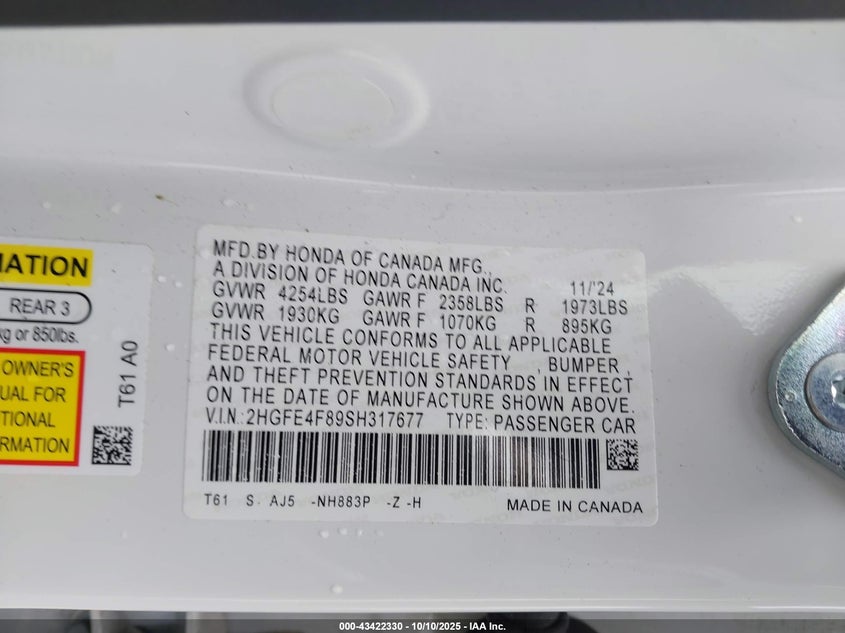 MATION
REAR 3
kg or 850lbs.
OWNER'S
UAL FOR
TIONAL
RMATION
T61 A0
MFD.BY HONDA OF CANADA MFG.,
A DIVISION OF HONDA CANADA INC. 11/'24
GVWR 4254LBS GAWR F 2358LBS R 1973LBS
GVWR 1930KG GAWR F 1070KG R 895KG
THIS VEHICLE CONFORMS TO ALL APPLICABLE
FEDERAL MOTOR VEHICLE SAFETY , BUMPER ,
AND THEFT PREVENTION STANDARDS IN EFFECT
ON THE DATE OF MANUFACTURE SHOWN ABOVE.
V.I.N.: 2HGFE4F89SH317677 TYPE: PASSENGER CAR
T61 S. AJ5 -NH883P -Z -H MADE IN CANADA
000-43422330 - 10/10/2025 - IAA Inc.